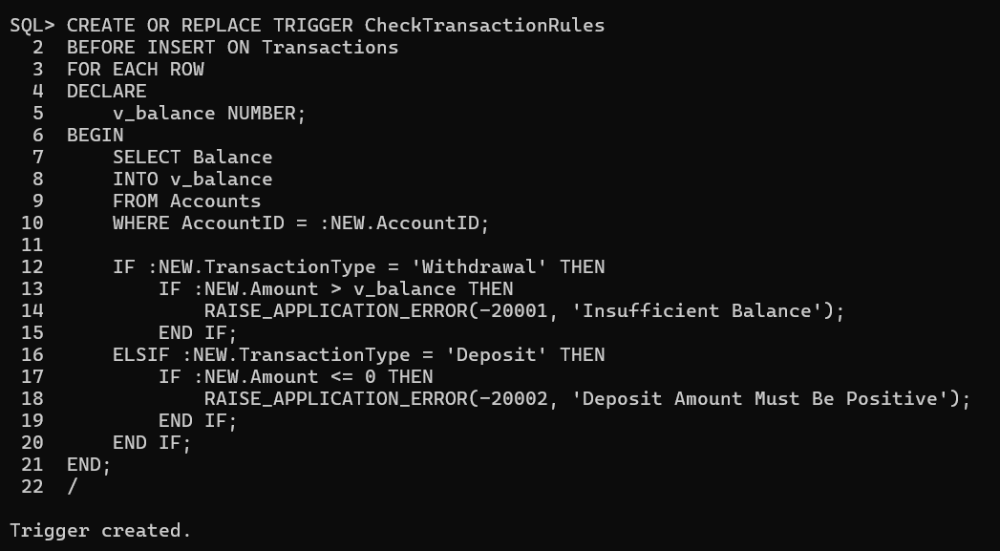 SQL> CREATE OR REPLACE TRIGGER CheckTransactionRules
  2  BEFORE INSERT ON Transactions
  3  FOR EACH ROW
  4  DECLARE
  5      v_balance NUMBER;
  6  BEGIN
  7      SELECT Balance
  8      INTO v_balance
  9      FROM Accounts
 10      WHERE AccountID = :NEW.AccountID;
 11
 12      IF :NEW.TransactionType = 'Withdrawal' THEN
 13          IF :NEW.Amount > v_balance THEN
 14              RAISE_APPLICATION_ERROR(-20001, 'Insufficient Balance');
 15          END IF;
 16      ELSIF :NEW.TransactionType = 'Deposit' THEN
 17          IF :NEW.Amount <= 0 THEN
 18              RAISE_APPLICATION_ERROR(-20002, 'Deposit Amount Must Be Positive');
 19          END IF;
 20      END IF;
 21  END;
 22  /

Trigger created.